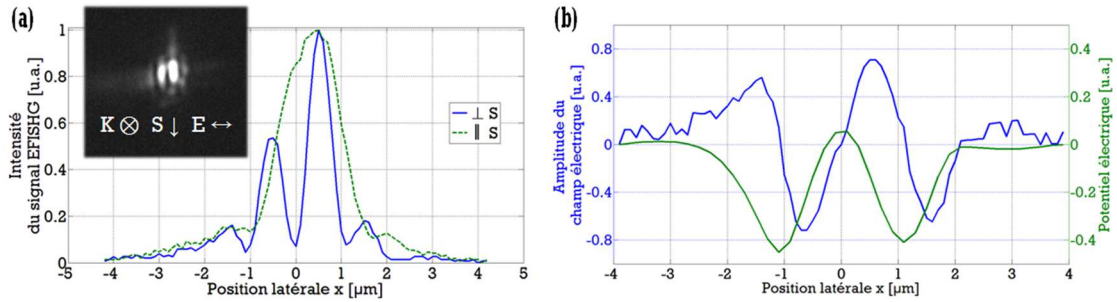 (a)
Intensité
du signal EFISHG [u.a.]
1
0.8
0.6
0.4
0.2
0
-5 -4 -3 -2 -1 0 1 2 3 4 5
Position latérale x [µm]
K⊗ S↓ E↔
⊥ S
∥ S
(b)
Amplitude du
champ électrique [u.a.]
0.8
0.4
0
-0.4
-0.8
-4 -3 -2 -1 0 1 2 3 4
Position latérale x [µm]
0.4
0.2
0
-0.2
-0.4
Potentiel électrique [u.a.]